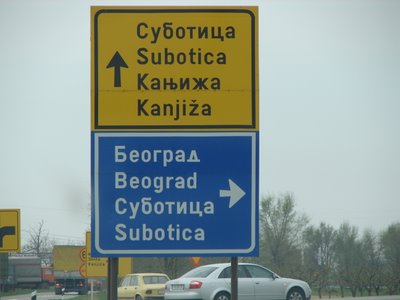 Суботица
Subotica
Кањижа
Kanjiža
Београд
Beograd
Суботица
Subotica